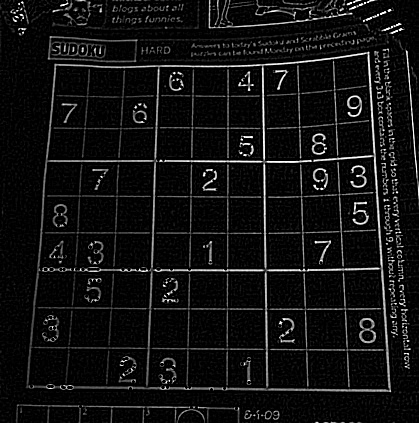 blogs about all
things funnies.
SUDOKU HARD
Answers to today's Sudoku and Scrabble Grams
puzzles can be found Monday on the preceding page.
6 4 7
7 6 9
5 8
7 2 9 3
8 5
4 3 1 7
5 2
2 8
2 3 1
Fill in the blank spaces in the grid so that every vertical column, every horizontal row
and every 3x3 box contains the numbers 1 through 9, without repeating any.
1 2 3
6-1-09